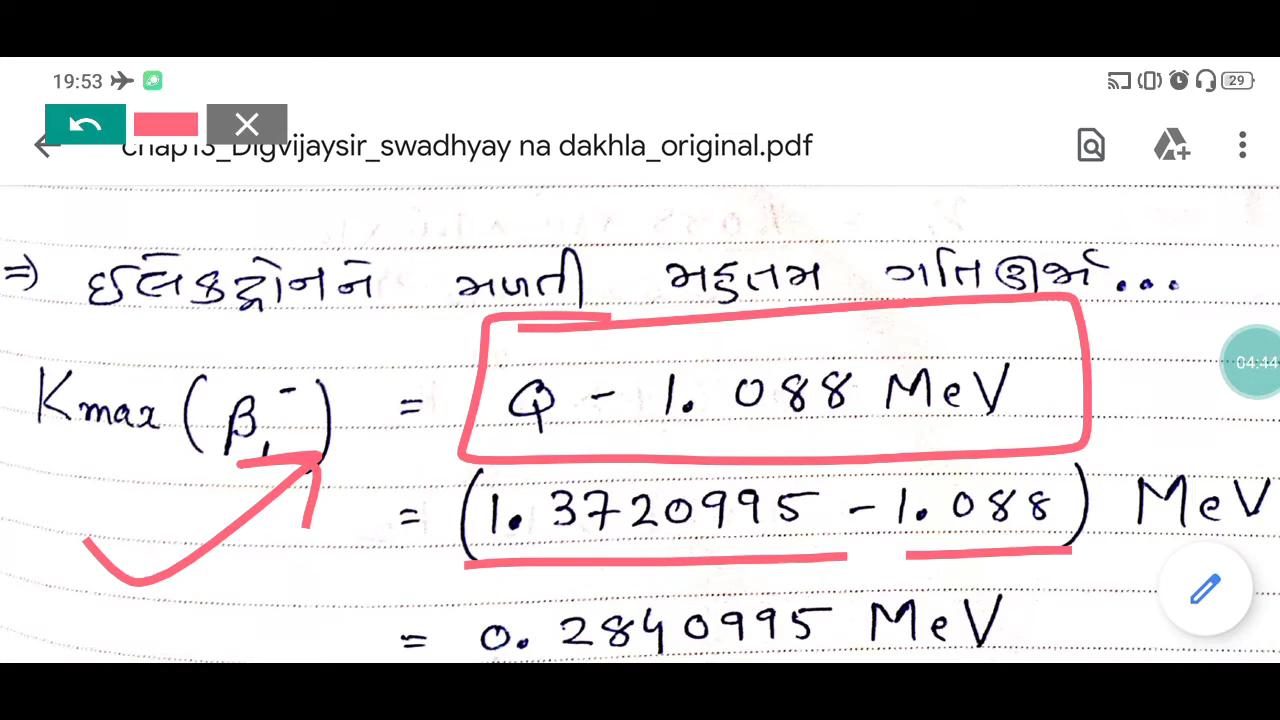 19:53
29
chap13_Digvijaysir_swadhyay na dakhla_original.pdf
⇒ ઇલેકટ્રોનને મળતી મહત્તમ ગતિઊર્જા...
04:44
Kmax (β₁⁻) = Q - 1.088 MeV
= (1.3720995 - 1.088) MeV
= 0.2840995 MeV